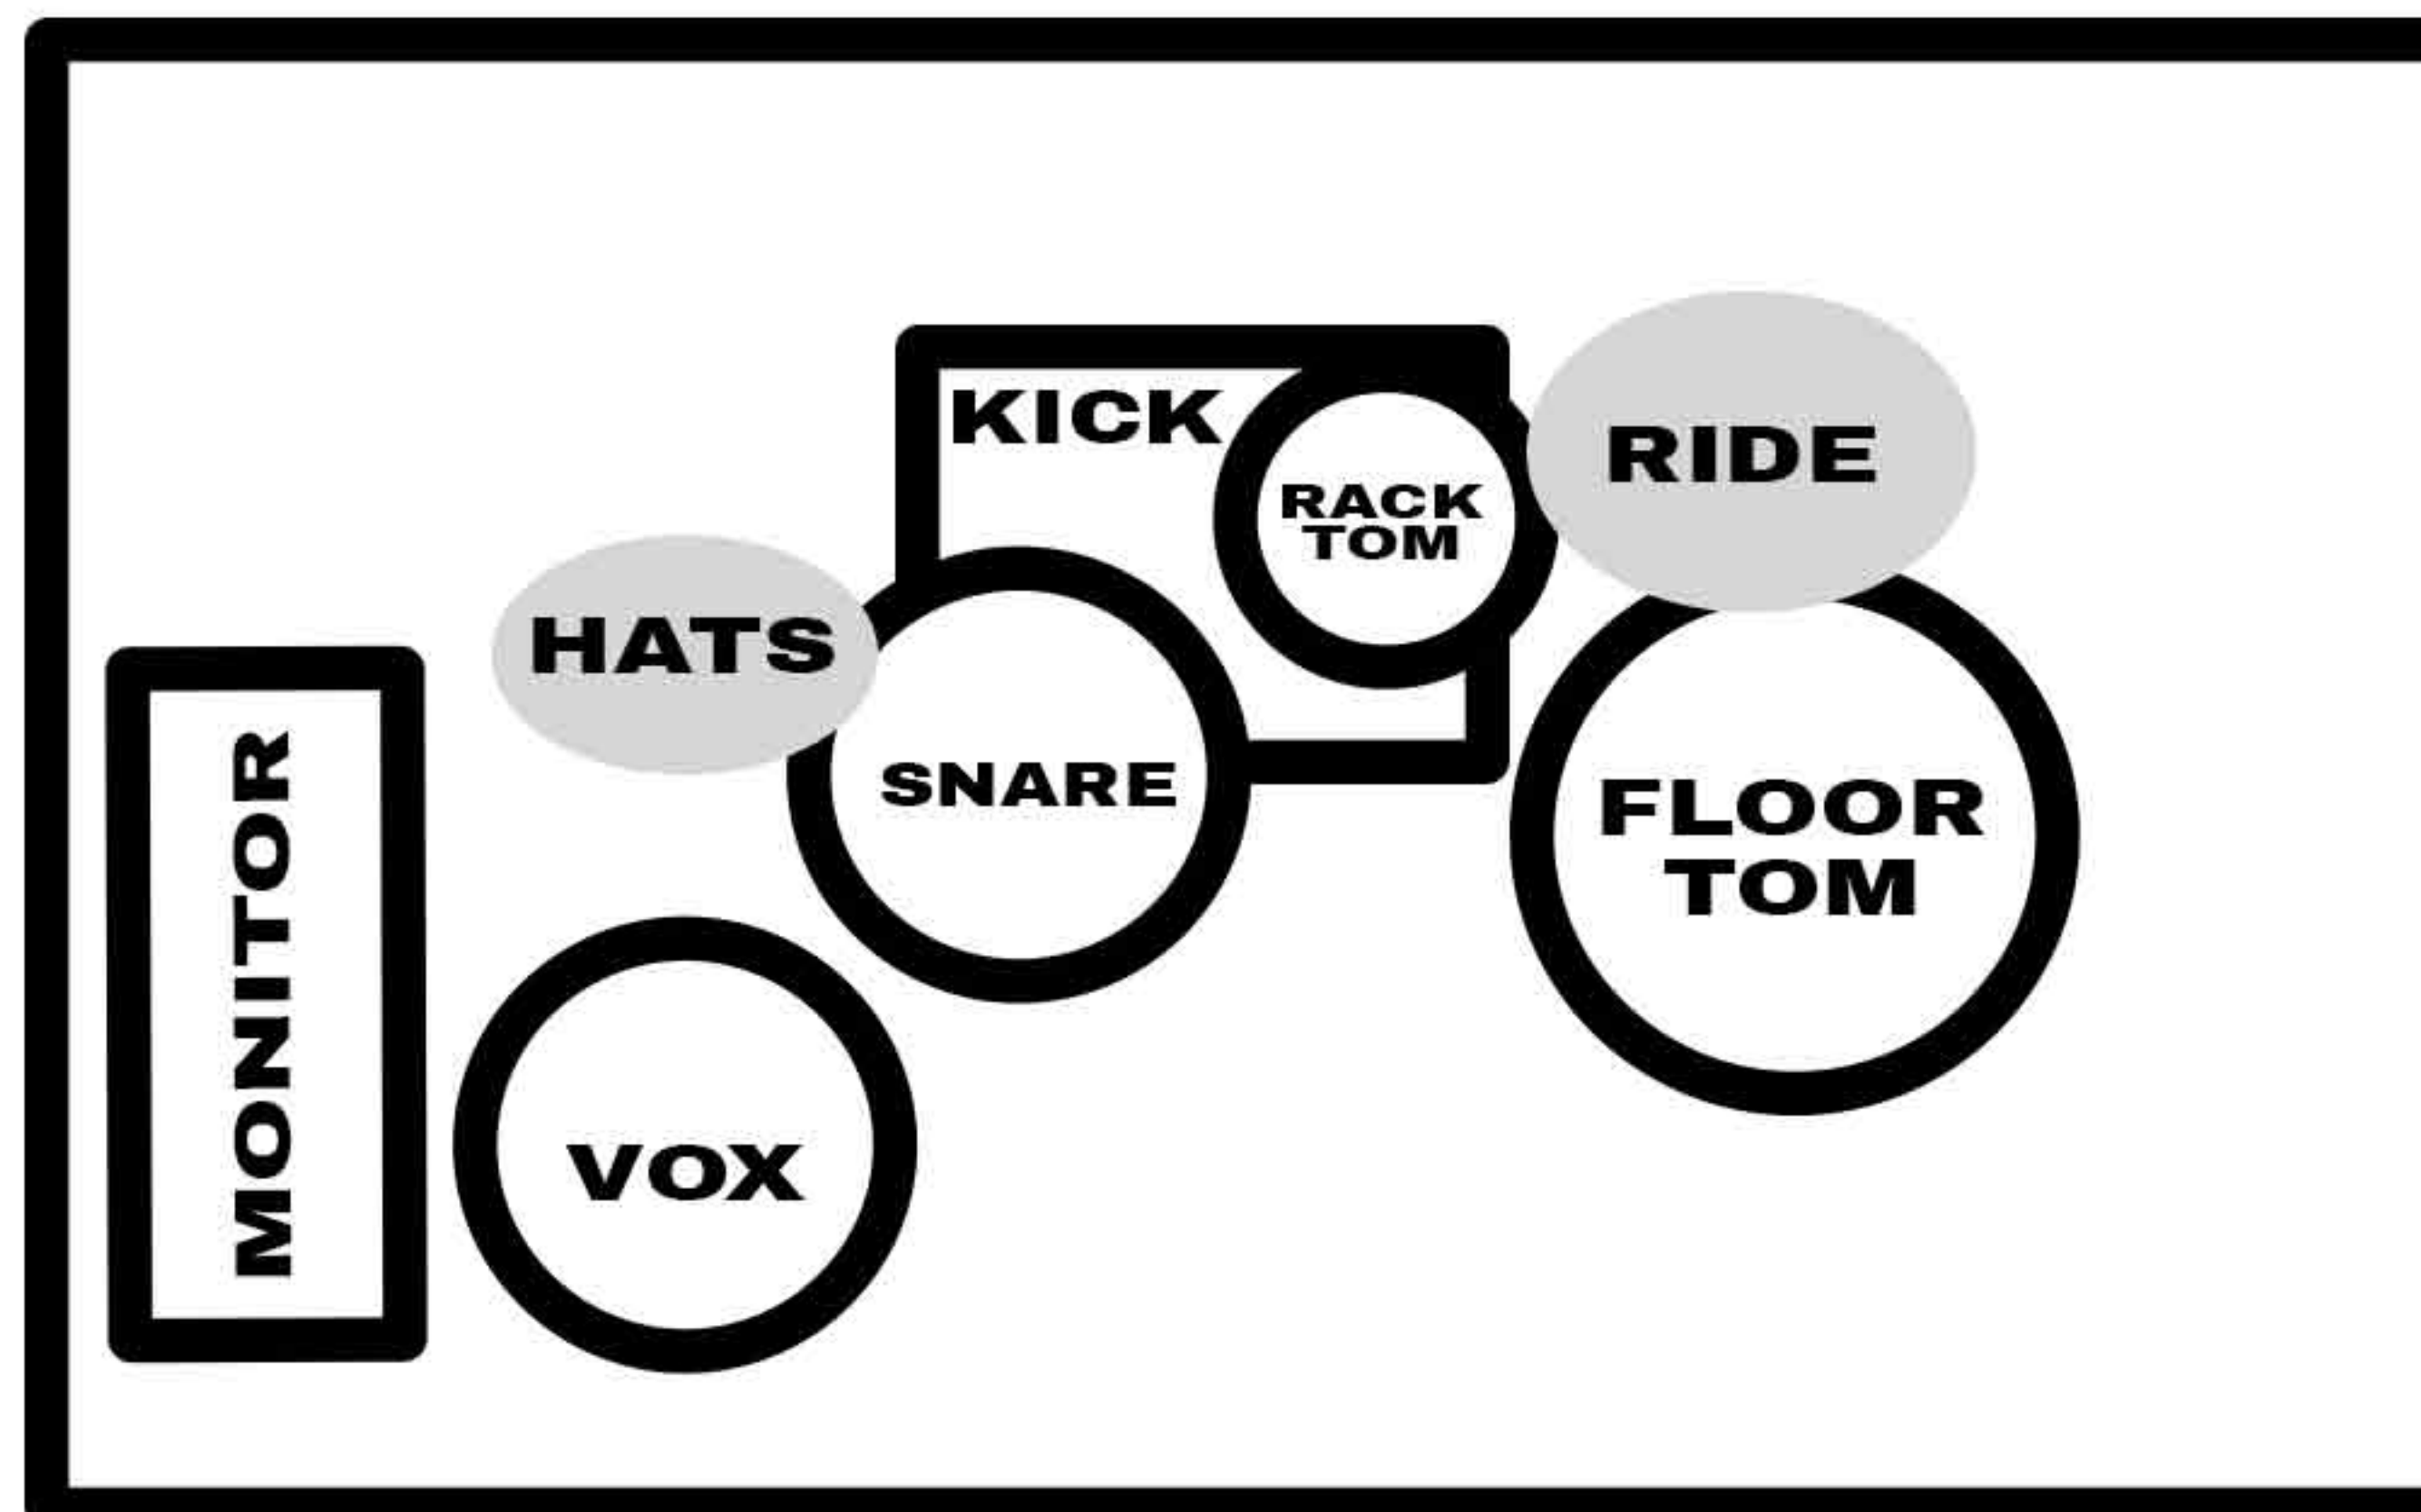 KICK
RIDE
RACK
TOM
HATS
SNARE
FLOOR
TOM
MONITOR
VOX